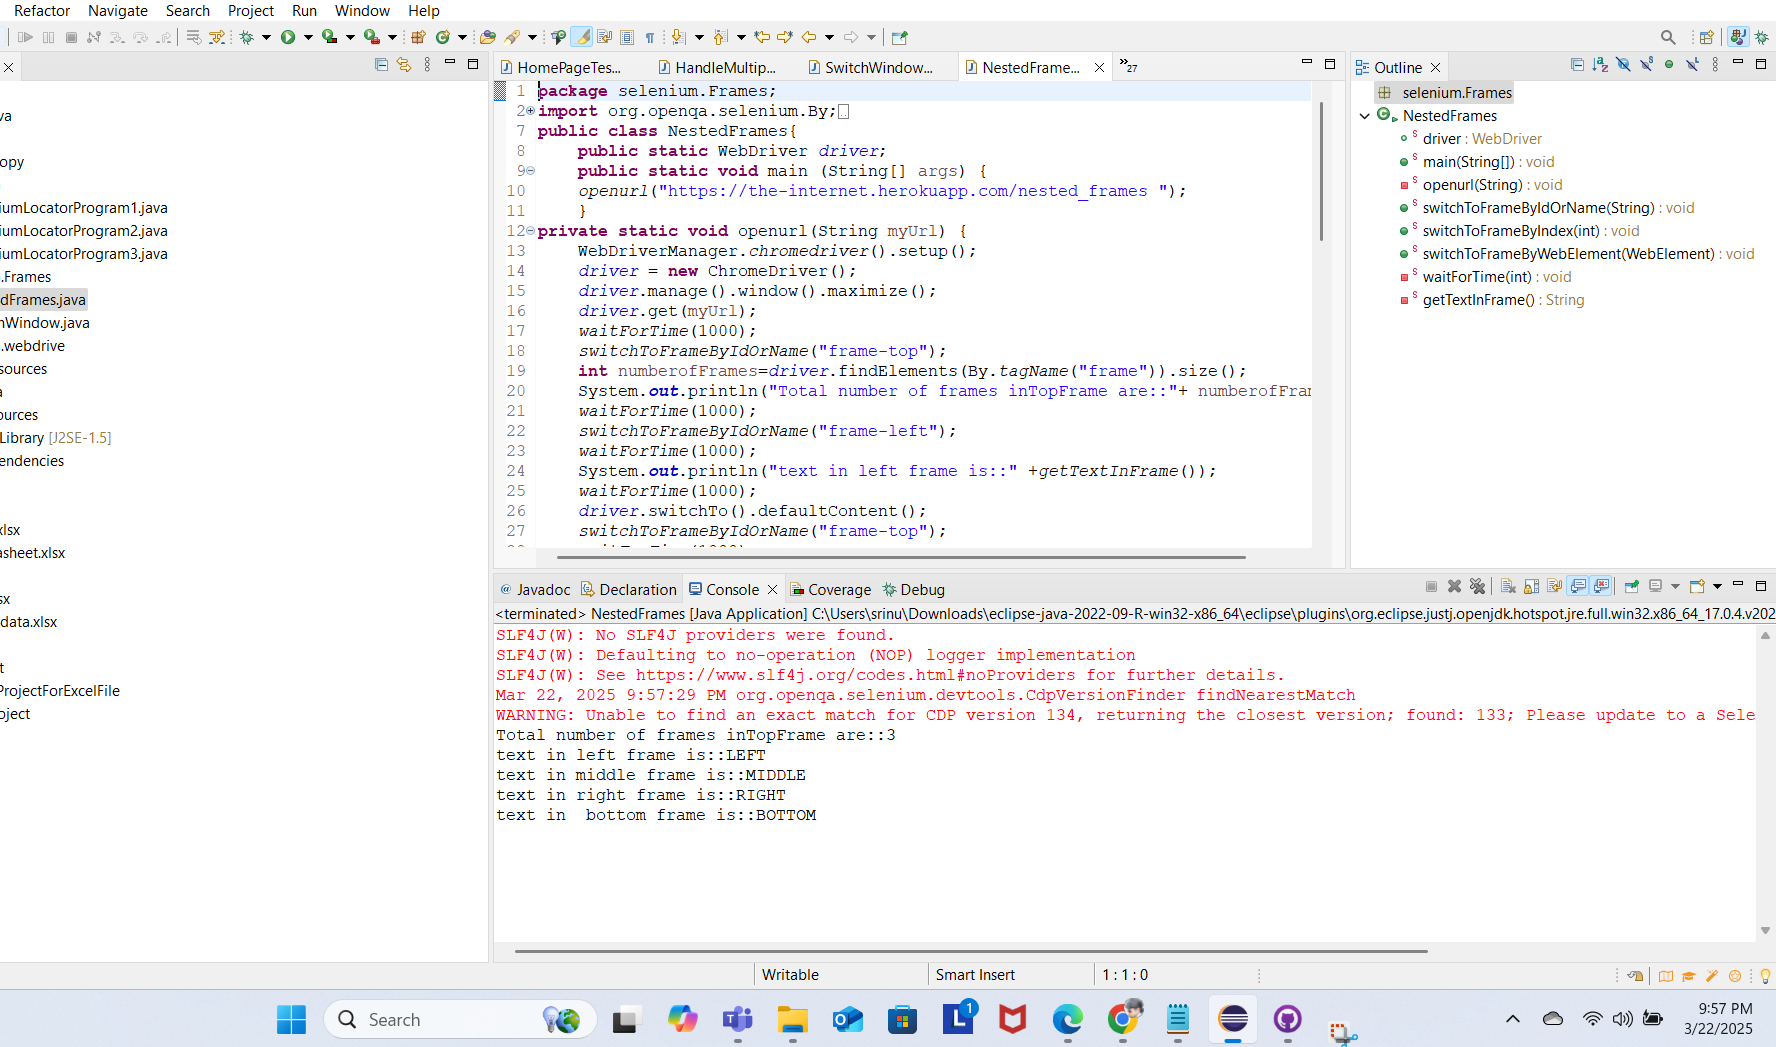 Refactor Navigate Search Project Run Window Help
HomePageTes... HandleMultip... SwitchWindow... NestedFrame... »27
Outline
va
opy
iumLocatorProgram1.java
iumLocatorProgram2.java
iumLocatorProgram3.java
.Frames
dFrames.java
hWindow.java
.webdrive
sources
a
ources
Library [J2SE-1.5]
endencies
xlsx
asheet.xlsx
sx
data.xlsx
t
ProjectForExcelFile
oject
1 package selenium.Frames;
2 import org.openqa.selenium.By;
7 public class NestedFrames{
8 public static WebDriver driver;
9 public static void main (String[] args) {
10 openurl("https://the-internet.herokuapp.com/nested_frames ");
11 }
12 private static void openurl(String myUrl) {
13 WebDriverManager.chromedriver().setup();
14 driver = new ChromeDriver();
15 driver.manage().window().maximize();
16 driver.get(myUrl);
17 waitForTime(1000);
18 switchToFrameByIdOrName("frame-top");
19 int numberofFrames=driver.findElements(By.tagName("frame")).size();
20 System.out.println("Total number of frames inTopFrame are::"+ numberofFra
21 waitForTime(1000);
22 switchToFrameByIdOrName("frame-left");
23 waitForTime(1000);
24 System.out.println("text in left frame is::" +getTextInFrame());
25 waitForTime(1000);
26 driver.switchTo().defaultContent();
27 switchToFrameByIdOrName("frame-top");
selenium.Frames
NestedFrames
driver : WebDriver
main(String[]) : void
openurl(String) : void
switchToFrameByIdOrName(String) : void
switchToFrameByIndex(int) : void
switchToFrameByWebElement(WebElement) : void
waitForTime(int) : void
getTextInFrame() : String
@ Javadoc Declaration Console Coverage Debug
<terminated> NestedFrames [Java Application] C:\Users\srinu\Downloads\eclipse-java-2022-09-R-win32-x86_64\eclipse\plugins\org.eclipse.justj.openjdk.hotspot.jre.full.win32.x86_64_17.0.4.v202
SLF4J(W): No SLF4J providers were found.
SLF4J(W): Defaulting to no-operation (NOP) logger implementation
SLF4J(W): See https://www.slf4j.org/codes.html#noProviders for further details.
Mar 22, 2025 9:57:29 PM org.openqa.selenium.devtools.CdpVersionFinder findNearestMatch
WARNING: Unable to find an exact match for CDP version 134, returning the closest version; found: 133; Please update to a Sele
Total number of frames inTopFrame are::3
text in left frame is::LEFT
text in middle frame is::MIDDLE
text in right frame is::RIGHT
text in  bottom frame is::BOTTOM
Writable Smart Insert 1 : 1 : 0
Search
1
9:57 PM
3/22/2025